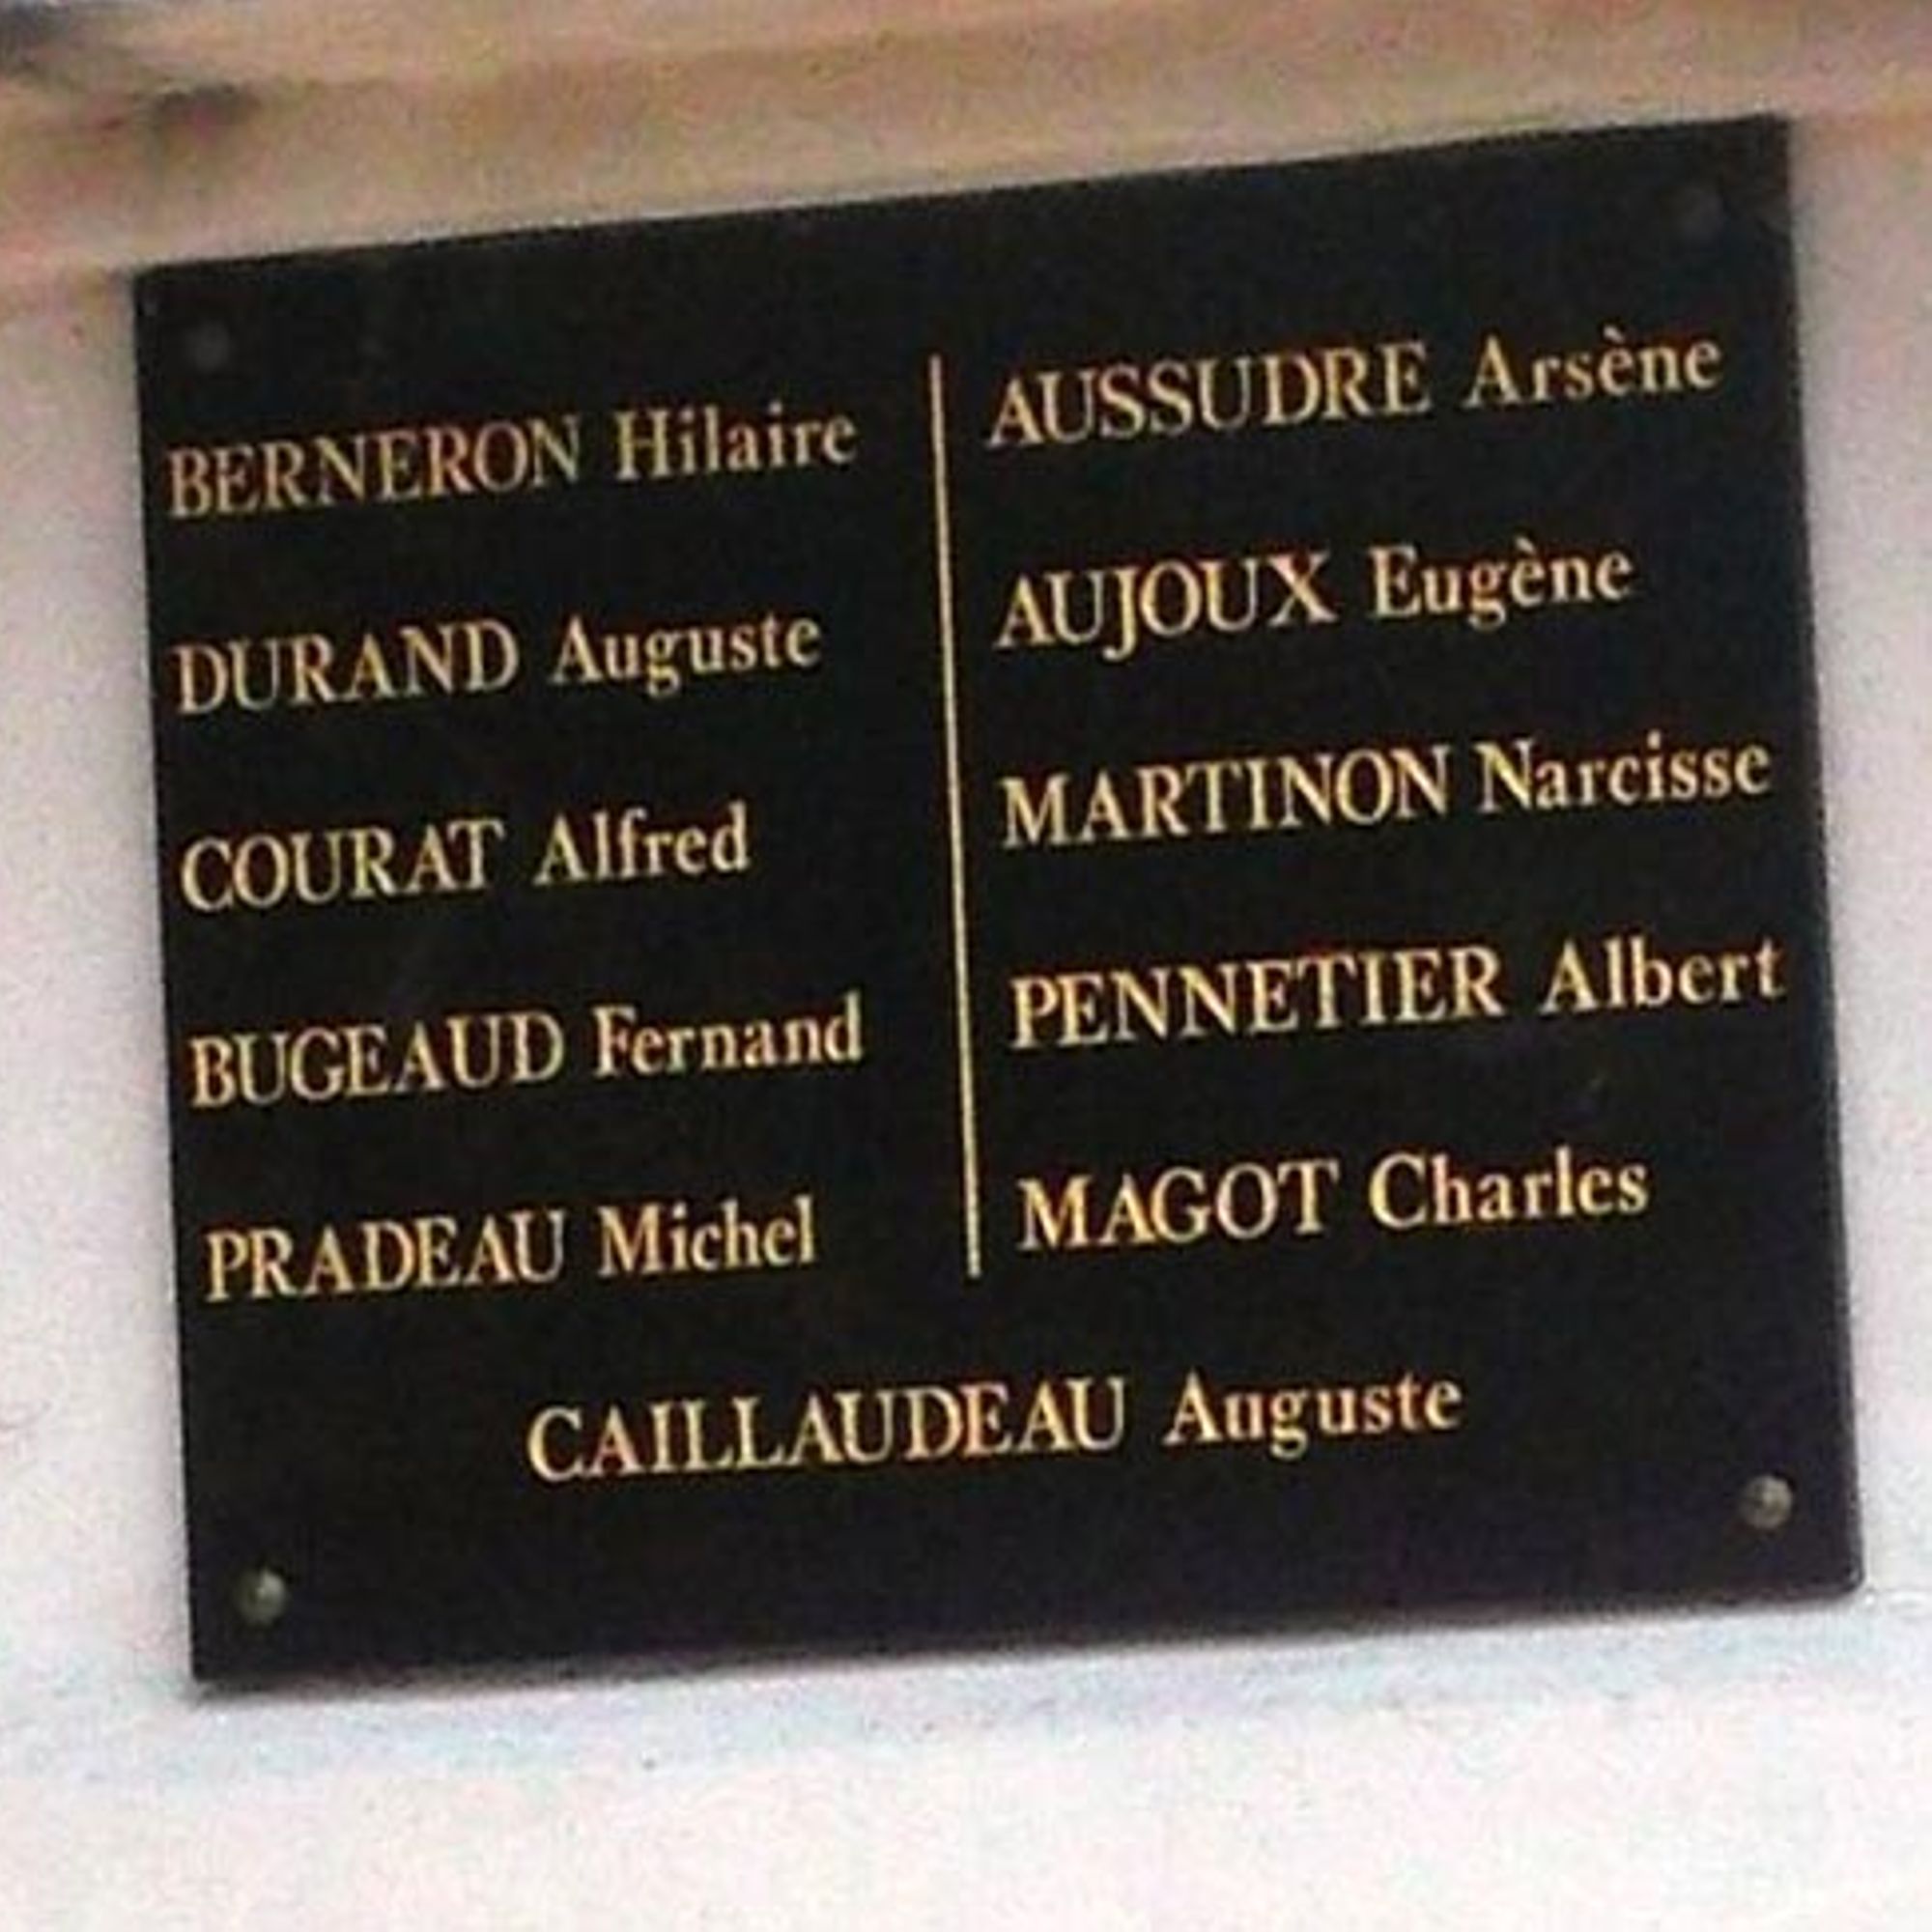 BERNERON Hilaire
DURAND Auguste
COURAT Alfred
BUGEAUD Fernand
PRADEAU Michel
AUSSUDRE Arsène
AUJOUX Eugène
MARTINON Narcisse
PENNETIER Albert
MAGOT Charles
CAILLAUDEAU Auguste